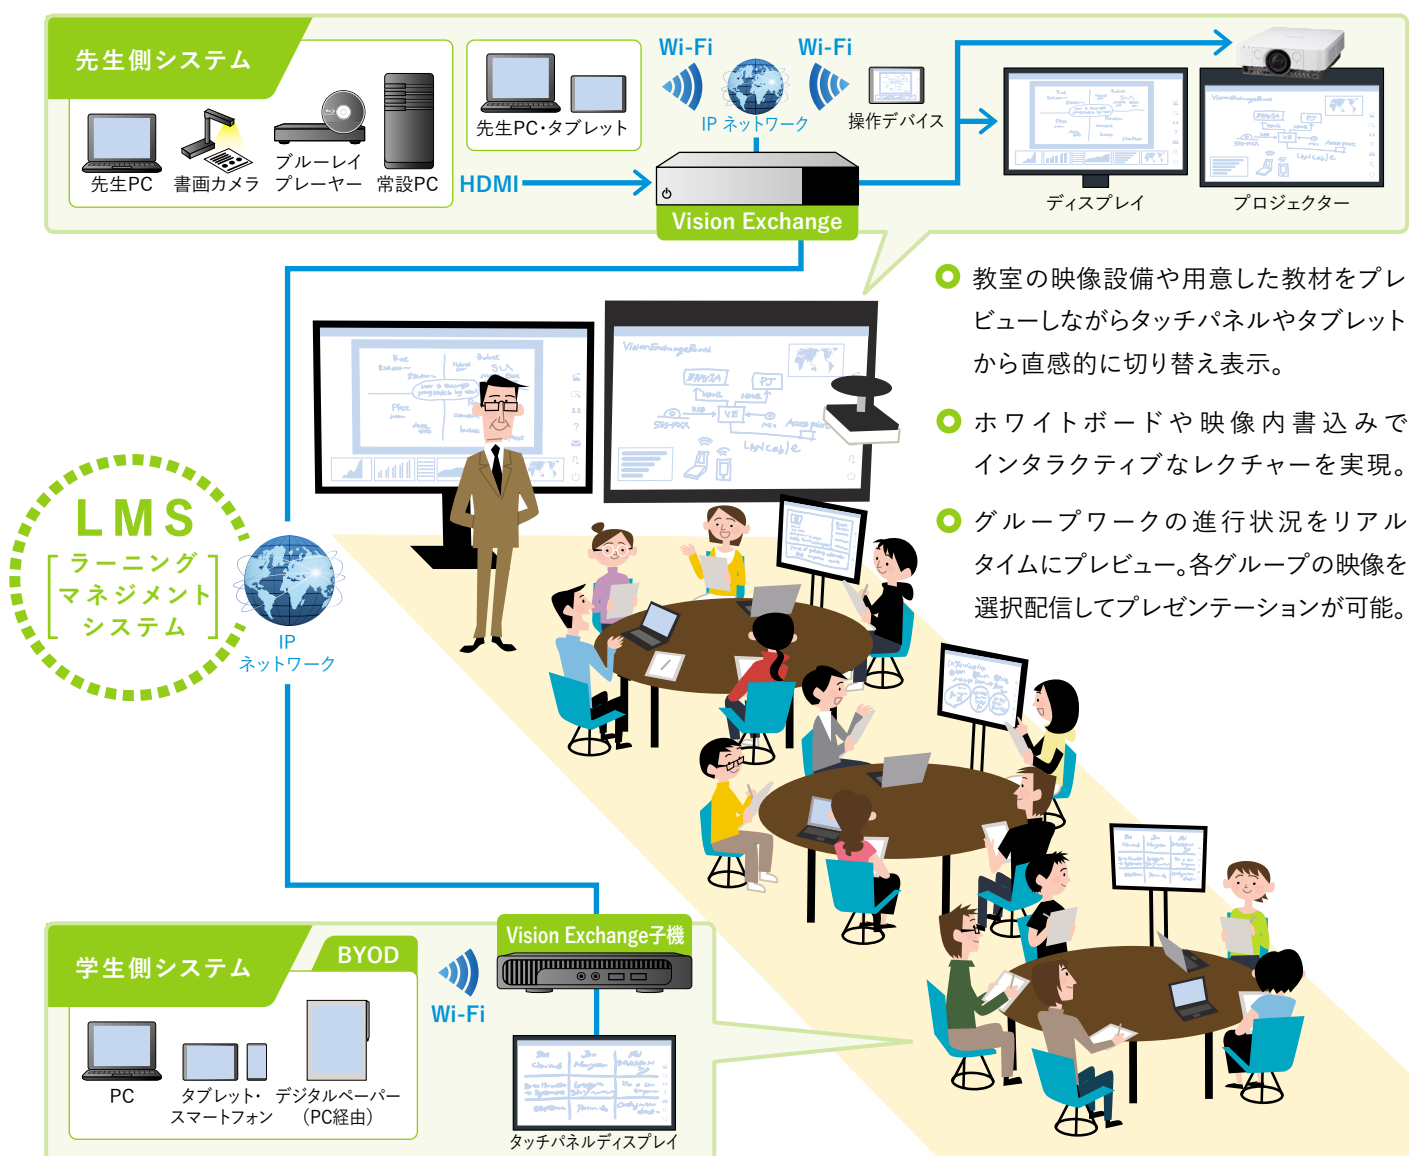 先生側システム
先生PC
書画カメラ
ブルーレイ
プレーヤー
常設PC
先生PC・タブレット
Wi-Fi
Wi-Fi
IP ネットワーク
操作デバイス
HDMI
Vision Exchange
ディスプレイ
プロジェクター
教室の映像設備や用意した教材をプレ
ビューしながらタッチパネルやタブレット
から直感的に切り替え表示。
ホワイトボードや映像内書込みで
インタラクティブなレクチャーを実現。
グループワークの進行状況をリアル
タイムにプレビュー。各グループの映像を
選択配信してプレゼンテーションが可能。
LMS
ラーニング
マネジメント
システム
IP
ネットワーク
VisionExchangeBoard
BRAVIA
PJ
VE
LANcable
学生側システム
BYOD
PC
タブレット・
スマートフォン
デジタルペーパー
（PC経由）
Wi-Fi
Vision Exchange子機
タッチパネルディスプレイ